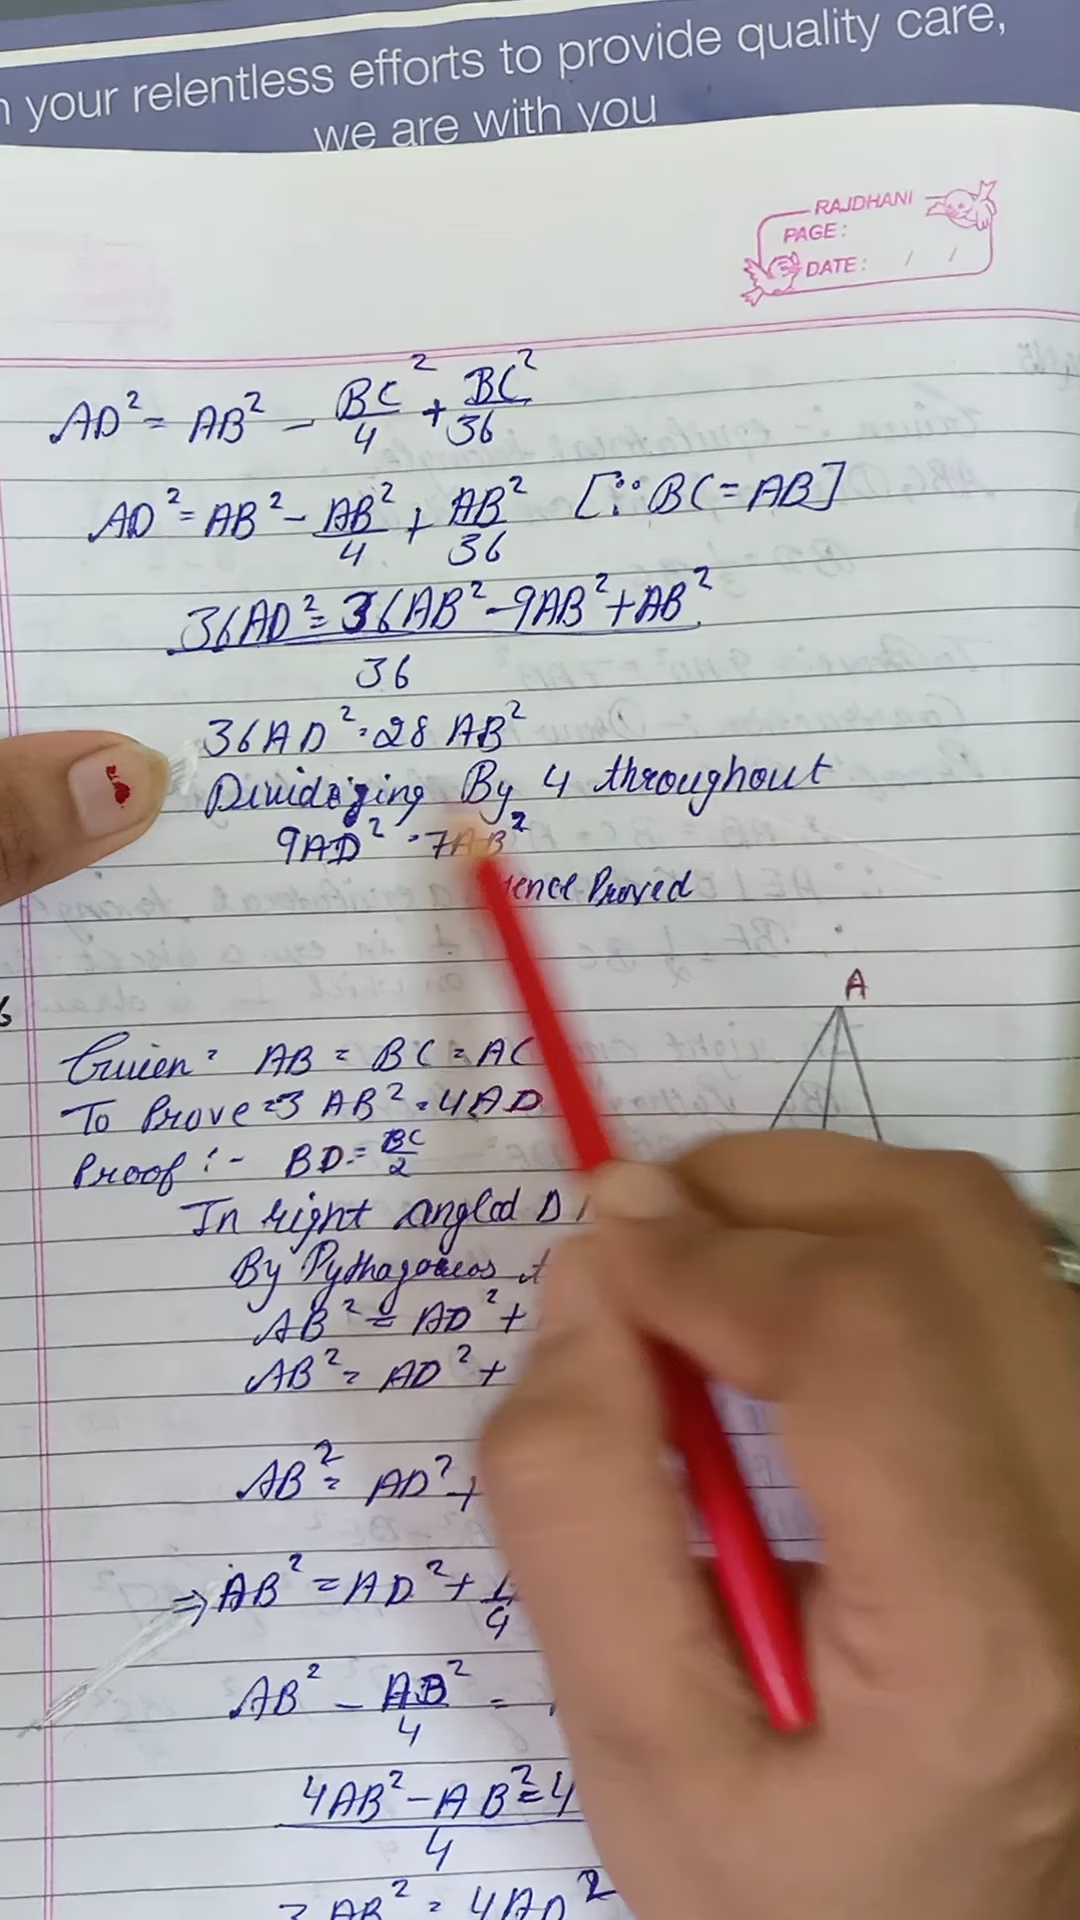 your relentless efforts to provide quality care,
we are with you
RAJDHANI
PAGE:
DATE: / /
AD² = AB² - BC²/4 + BC²/36
AD² = AB² - AB²/4 + AB²/36 [∵ BC = AB]
36AD² = 36AB² - 9AB² + AB²
36
36AD² = 28 AB²
By 4 throughout
9AD² = 7AB²
Hence Proved
A
Given = AB = BC = AC
To Prove = 3 AB² = 4AD
Proof :- BD = BC/2
In right angled Δ
By Pythagoreas
AB² = AD² +
AB² = AD² +
AB² = AD² +
⇒ AB² = AD² +
AB² - AB²/4 =
4AB² - AB² = 4
4
3 AB² = 4AD²